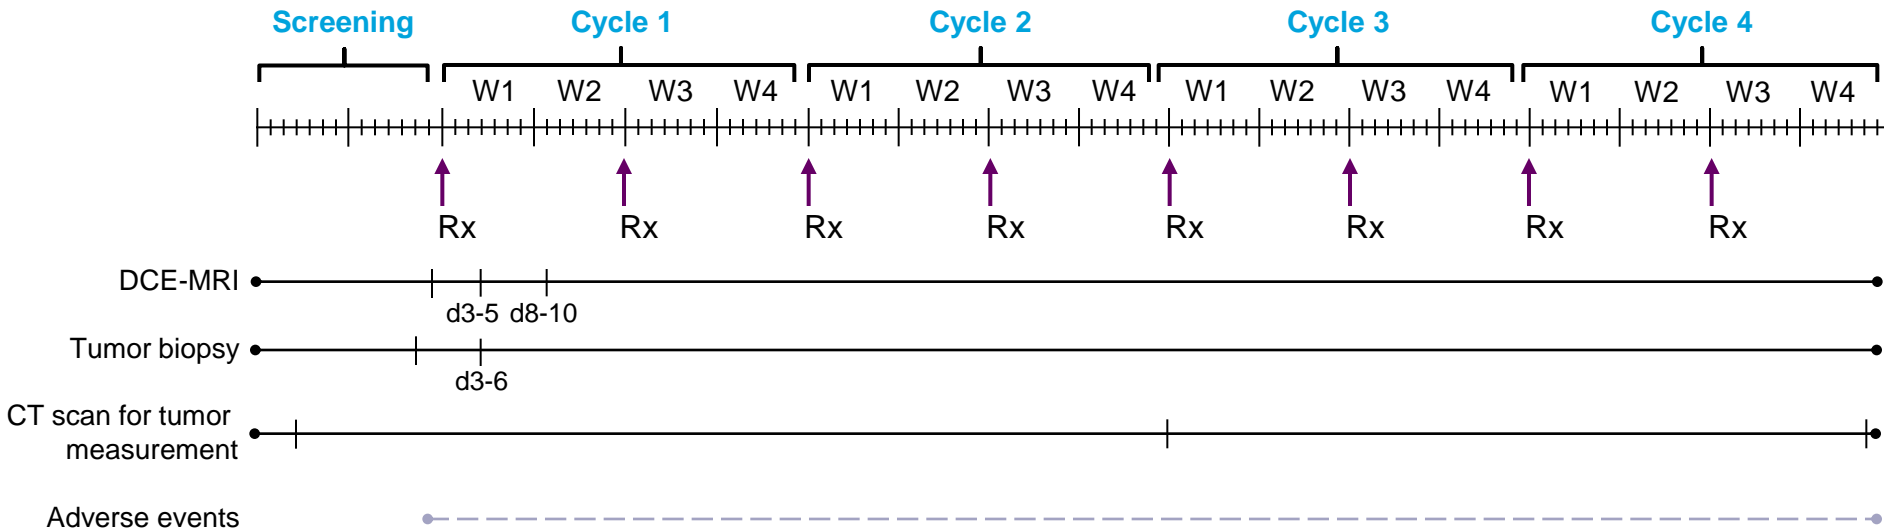 Screening Cycle 1 Cycle 2 Cycle 3 Cycle 4
W1 W2 W3 W4 W1 W2 W3 W4 W1 W2 W3 W4 W1 W2 W3 W4
Rx Rx Rx Rx Rx Rx Rx Rx
DCE-MRI
d3-5 d8-10
Tumor biopsy
d3-6
CT scan for tumor
measurement
Adverse events